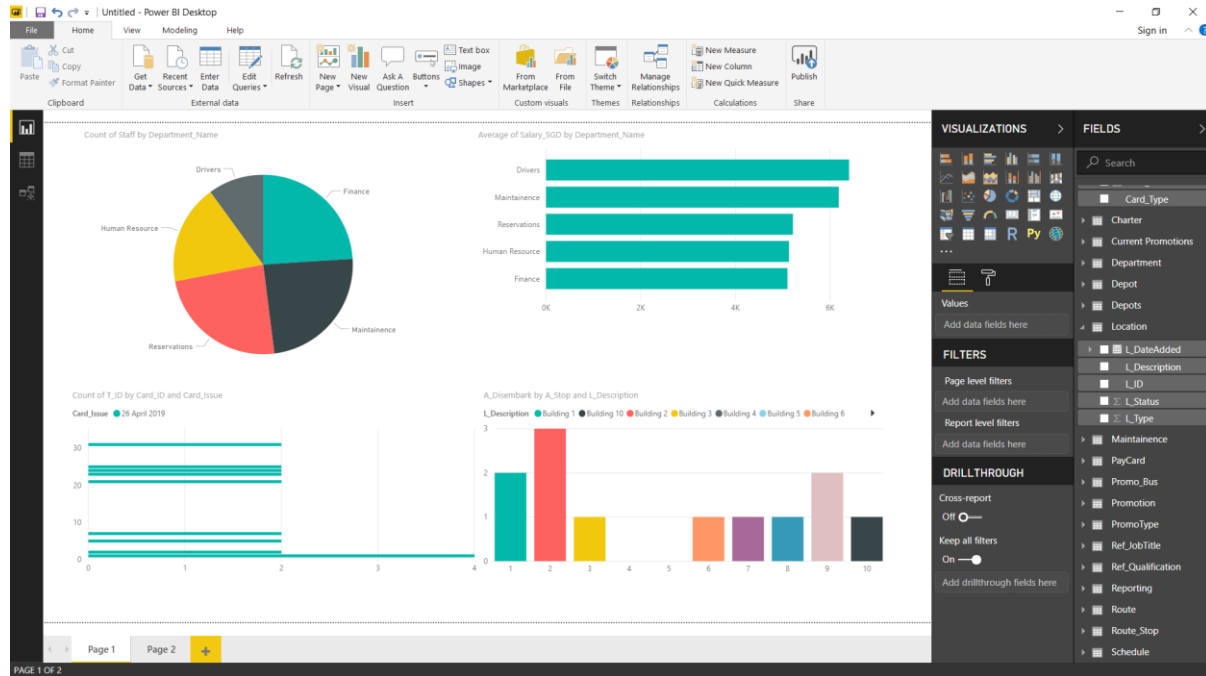 Untitled - Power BI Desktop
Sign in
File Home View Modeling Help
Paste
Cut
Copy
Format Painter
Clipboard
Get Data
Recent Sources
Enter Data
Edit Queries
Refresh
External data
New Page
New Visual
Ask A Question
Buttons
Text box
Image
Shapes
Insert
From Marketplace
From File
Custom visuals
Switch Theme
Themes
Manage Relationships
Relationships
New Measure
New Column
New Quick Measure
Calculations
Publish
Share
Count of Staff by Department_Name
Drivers
Finance
Human Resource
Maintainence
Reservations
Average of Salary_SGD by Department_Name
Drivers
Maintainence
Reservations
Human Resource
Finance
0K 2K 4K 6K
Count of T_ID by Card_ID and Card_Issue
Card_Issue 26 April 2019
30
20
10
0
0 1 2 3 4
A_Disembark by A_Stop and L_Description
L_Description Building 1 Building 10 Building 2 Building 3 Building 4 Building 5 Building 6
3
2
1
0
1 2 3 4 5 6 7 8 9 10
VISUALIZATIONS
R Py
Values
Add data fields here
FILTERS
Page level filters
Add data fields here
Report level filters
Add data fields here
DRILLTHROUGH
Cross-report
Off
Keep all filters
On
Add drillthrough fields here
FIELDS
Search
Card_Type
Charter
Current Promotions
Department
Depot
Depots
Location
L_DateAdded
L_Description
L_ID
Σ L_Status
Σ L_Type
Maintainence
PayCard
Promo_Bus
Promotion
PromoType
Ref_JobTitle
Ref_Qualification
Reporting
Route
Route_Stop
Schedule
Page 1 Page 2 +
PAGE 1 OF 2